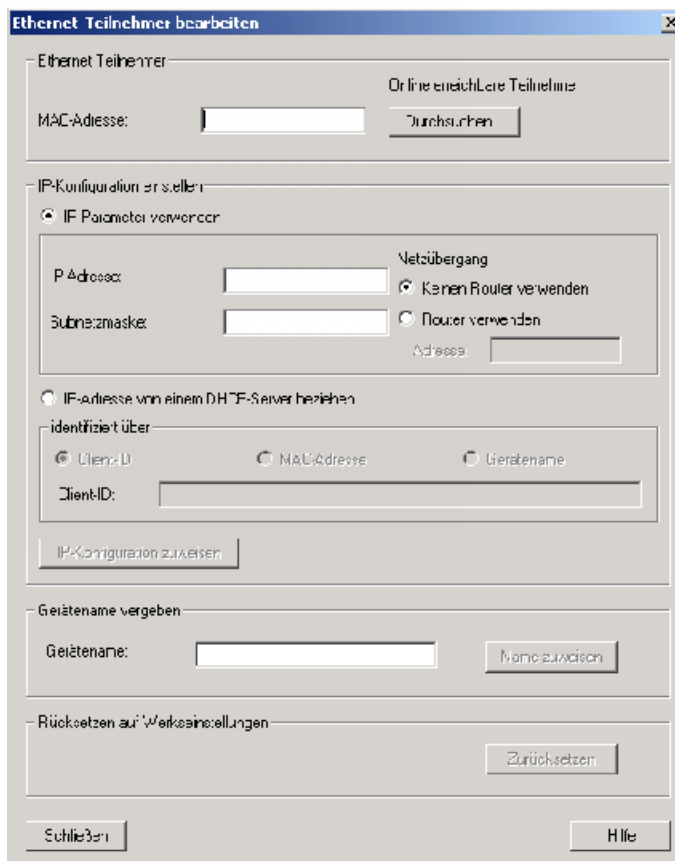 Ethernet Teilnehmer bearbeiten
Ethernet Teilnehmer
Online erreichbare Teilnehmer
MAC-Adresse:
Durchsuchen
IP-Konfiguration einstellen
IP Parameter verwenden
IP Adresse:
Netzübergang
Keinen Router verwenden
Subnetzmaske:
Router verwenden
Adresse
IP-Adresse von einem DHCP-Server beziehen
identifiziert über
Client-ID
MAC-Adresse
Gerätename
Client-ID:
IP-Konfiguration zuweisen
Gerätename vergeben
Gerätename:
Name zuweisen
Rücksetzen auf Werkseinstellungen
Zurücksetzen
Schließen
Hilfe